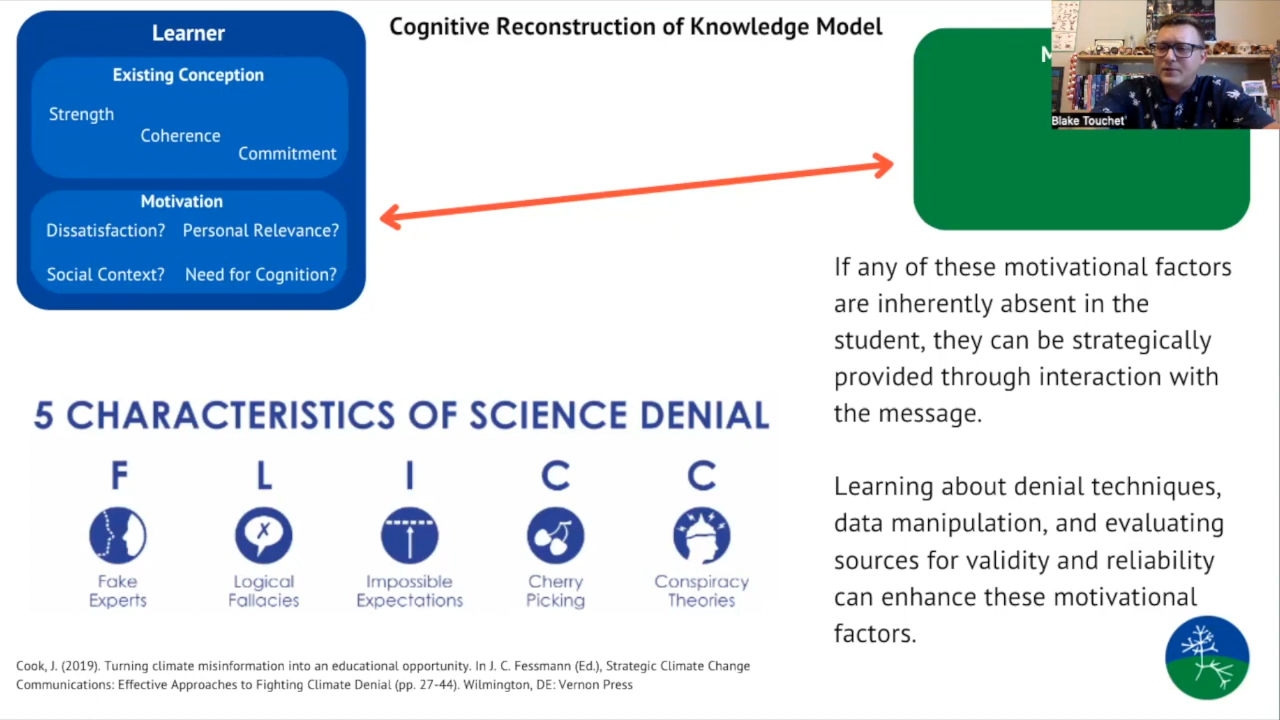 Cognitive Reconstruction of Knowledge Model
Learner
Existing Conception
Strength
Coherence
Commitment
Motivation
Dissatisfaction? Personal Relevance?
Social Context? Need for Cognition?
M
Blake Touchet
If any of these motivational factors
are inherently absent in the
student, they can be strategically
provided through interaction with
the message.
Learning about denial techniques,
data manipulation, and evaluating
sources for validity and reliability
can enhance these motivational
factors.
5 CHARACTERISTICS OF SCIENCE DENIAL
F L I C C
Fake Logical Impossible Cherry Conspiracy
Experts Fallacies Expectations Picking Theories
Cook, J. (2019). Turning climate misinformation into an educational opportunity. In J. C. Fessmann (Ed.), Strategic Climate Change
Communications: Effective Approaches to Fighting Climate Denial (pp. 27-44). Wilmington, DE: Vernon Press